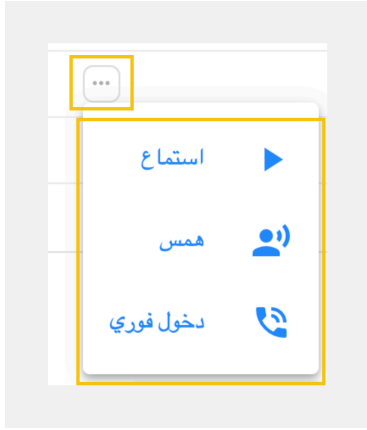 استماع
همس
دخول فوري